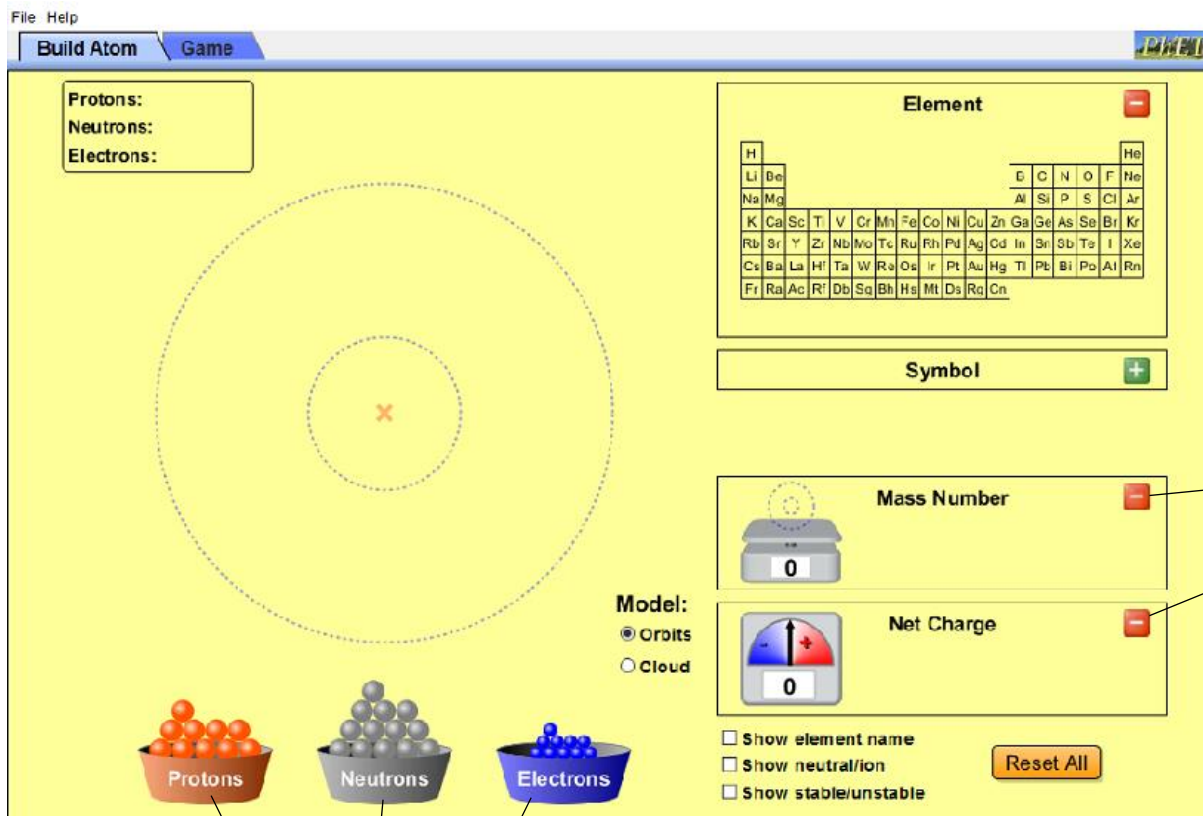 File Help
Build Atom Game
PhET
Protons:
Neutrons:
Electrons:
Element
H He
Li Be B C N O F Ne
Na Mg Al Si P S Cl Ar
K Ca Sc Ti V Cr Mn Fe Co Ni Cu Zn Ga Ge As Se Br Kr
Rb Sr Y Zr Nb Mo Tc Ru Rh Pd Ag Cd In Sn Sb Te I Xe
Cs Ba La Hf Ta W Re Os Ir Pt Au Hg Tl Pb Bi Po At Rn
Fr Ra Ac Rf Db Sg Bh Hs Mt Ds Rg Cn
Symbol
+
Mass Number
0
Model:
Orbits
Cloud
Net Charge
- +
0
Protons
Neutrons
Electrons
Show element name
Show neutral/ion
Show stable/unstable
Reset All